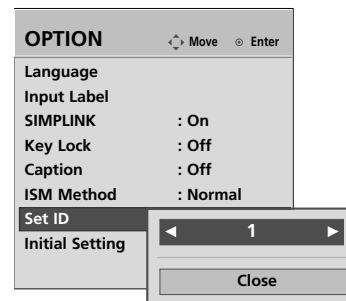 OPTION Move Enter
Language
Input Label
SIMPLINK : On
Key Lock : Off
Caption : Off
ISM Method : Normal
Set ID
◄ 1 ►
Initial Setting
Close